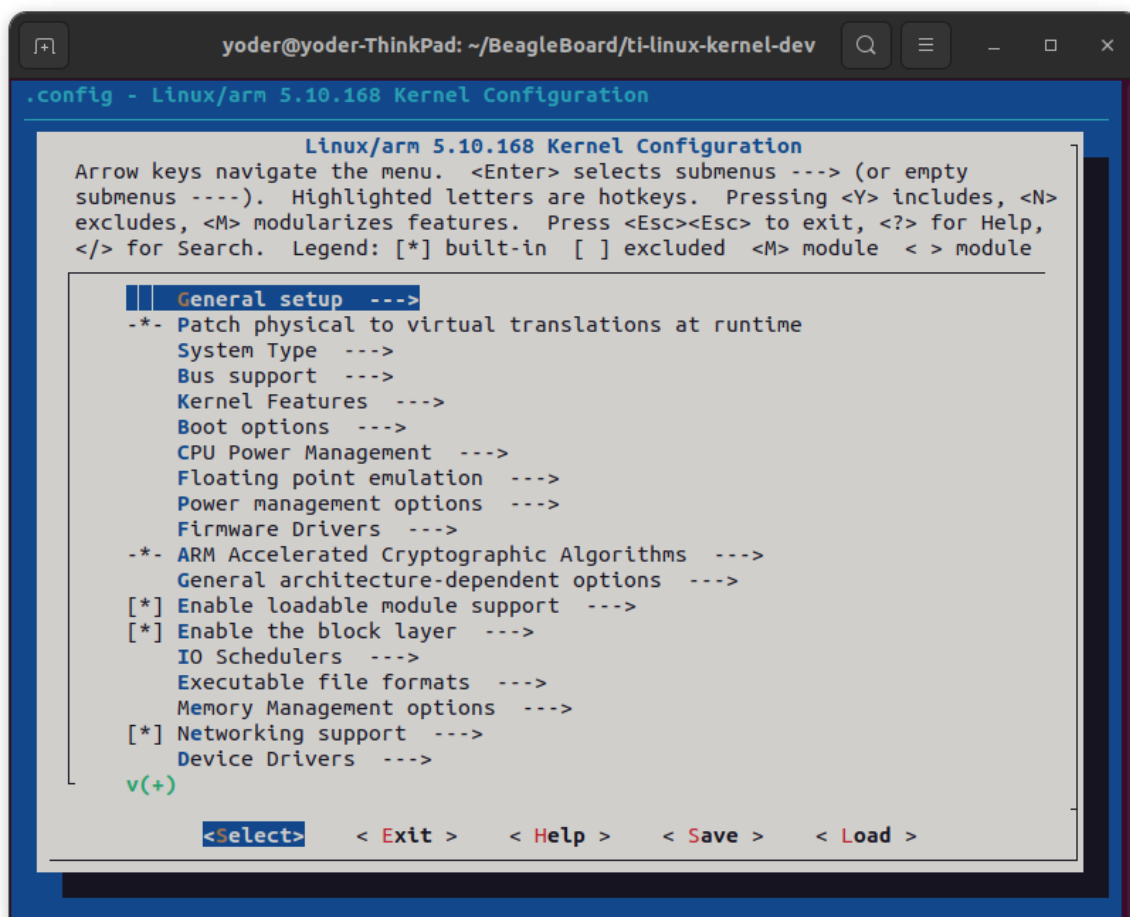 yoder@yoder-ThinkPad: ~/BeagleBoard/ti-linux-kernel-dev
.config - Linux/arm 5.10.168 Kernel Configuration
Linux/arm 5.10.168 Kernel Configuration
Arrow keys navigate the menu.  <Enter> selects submenus ---> (or empty
submenus ----).  Highlighted letters are hotkeys.  Pressing <Y> includes, <N>
excludes, <M> modularizes features.  Press <Esc><Esc> to exit, <?> for Help,
</> for Search.  Legend: [*] built-in  [ ] excluded  <M> module  < > module
General setup  --->
-*- Patch physical to virtual translations at runtime
System Type  --->
Bus support  --->
Kernel Features  --->
Boot options  --->
CPU Power Management  --->
Floating point emulation  --->
Power management options  --->
Firmware Drivers  --->
-*- ARM Accelerated Cryptographic Algorithms  --->
General architecture-dependent options  --->
[*] Enable loadable module support  --->
[*] Enable the block layer  --->
IO Schedulers  --->
Executable file formats  --->
Memory Management options  --->
[*] Networking support  --->
Device Drivers  --->
v(+)
<Select>    < Exit >    < Help >    < Save >    < Load >